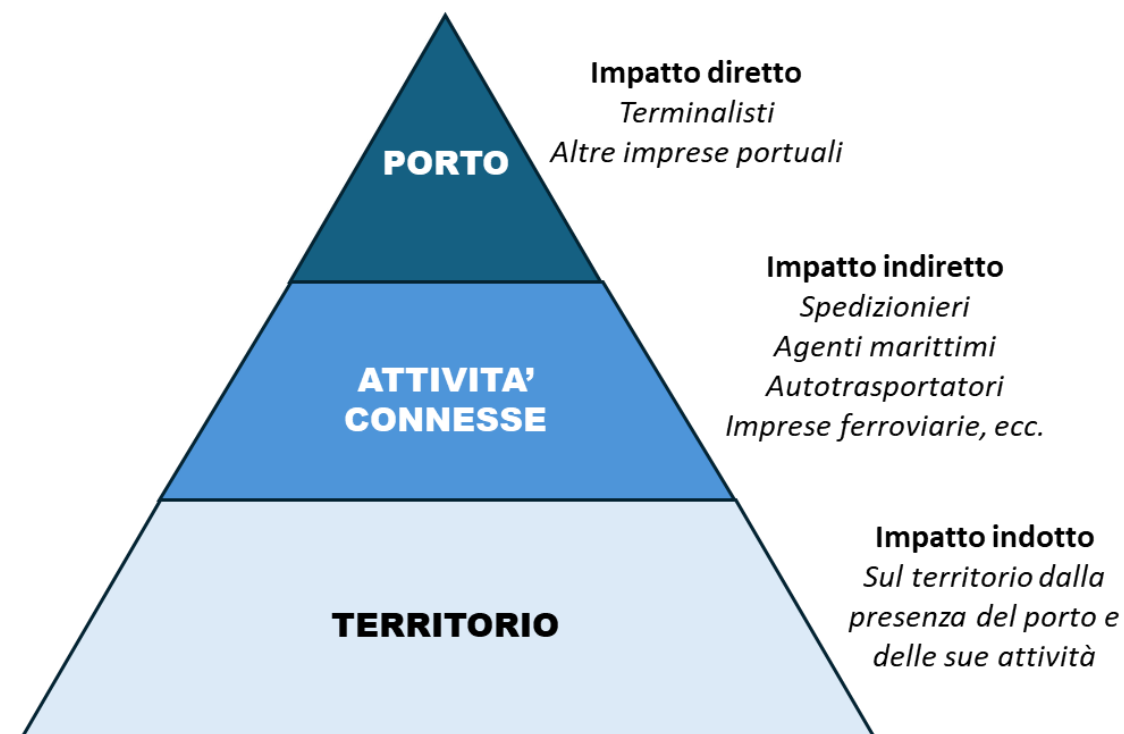 Impatto diretto
Terminalisti
Altre imprese portuali
PORTO
Impatto indiretto
Spedizionieri
Agenti marittimi
Autotrasportatori
Imprese ferroviarie, ecc.
ATTIVITA’
CONNESSE
Impatto indotto
Sul territorio dalla
presenza del porto e
delle sue attività
TERRITORIO